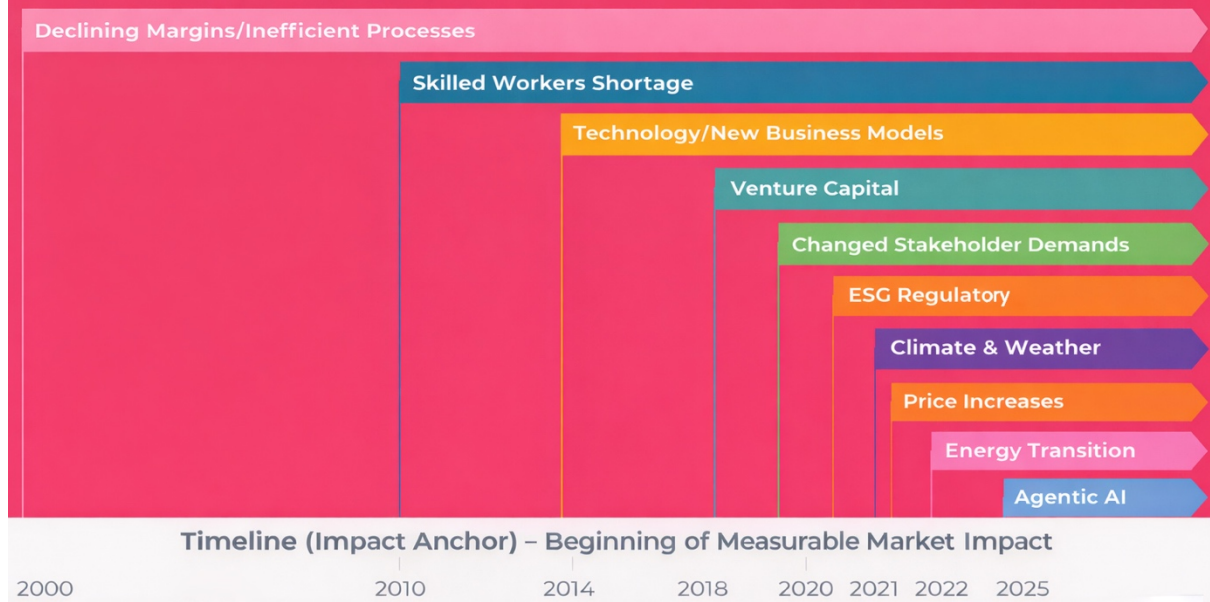 Declining Margins/Inefficient Processes
Skilled Workers Shortage
Technology/New Business Models
Venture Capital
Changed Stakeholder Demands
ESG Regulatory
Climate & Weather
Price Increases
Energy Transition
Agentic AI
Timeline (Impact Anchor) – Beginning of Measurable Market Impact
2000 2010 2014 2018 2020 2021 2022 2025